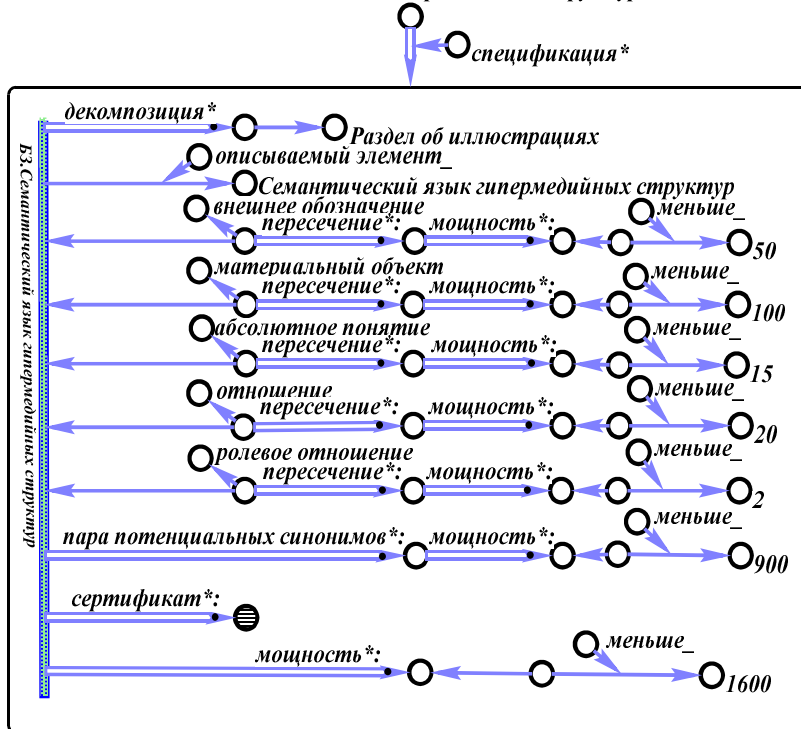 спецификация*
декомпозиция*
Раздел об иллюстрациях
описываемый элемент_
Семантический язык гипермедийных структур
внешнее обозначение
пересечение*: мощность*: меньше_
50
материальный объект
пересечение*: мощность*: меньше_
100
абсолютное понятие
пересечение*: мощность*: меньше_
15
отношение
пересечение*: мощность*: меньше_
20
ролевое отношение
пересечение*: мощность*: меньше_
2
пара потенциальных синонимов*: мощность*: меньше_
900
сертификат*:
мощность*: меньше_
1600
БЗ.Семантический язык гипермедийных структур